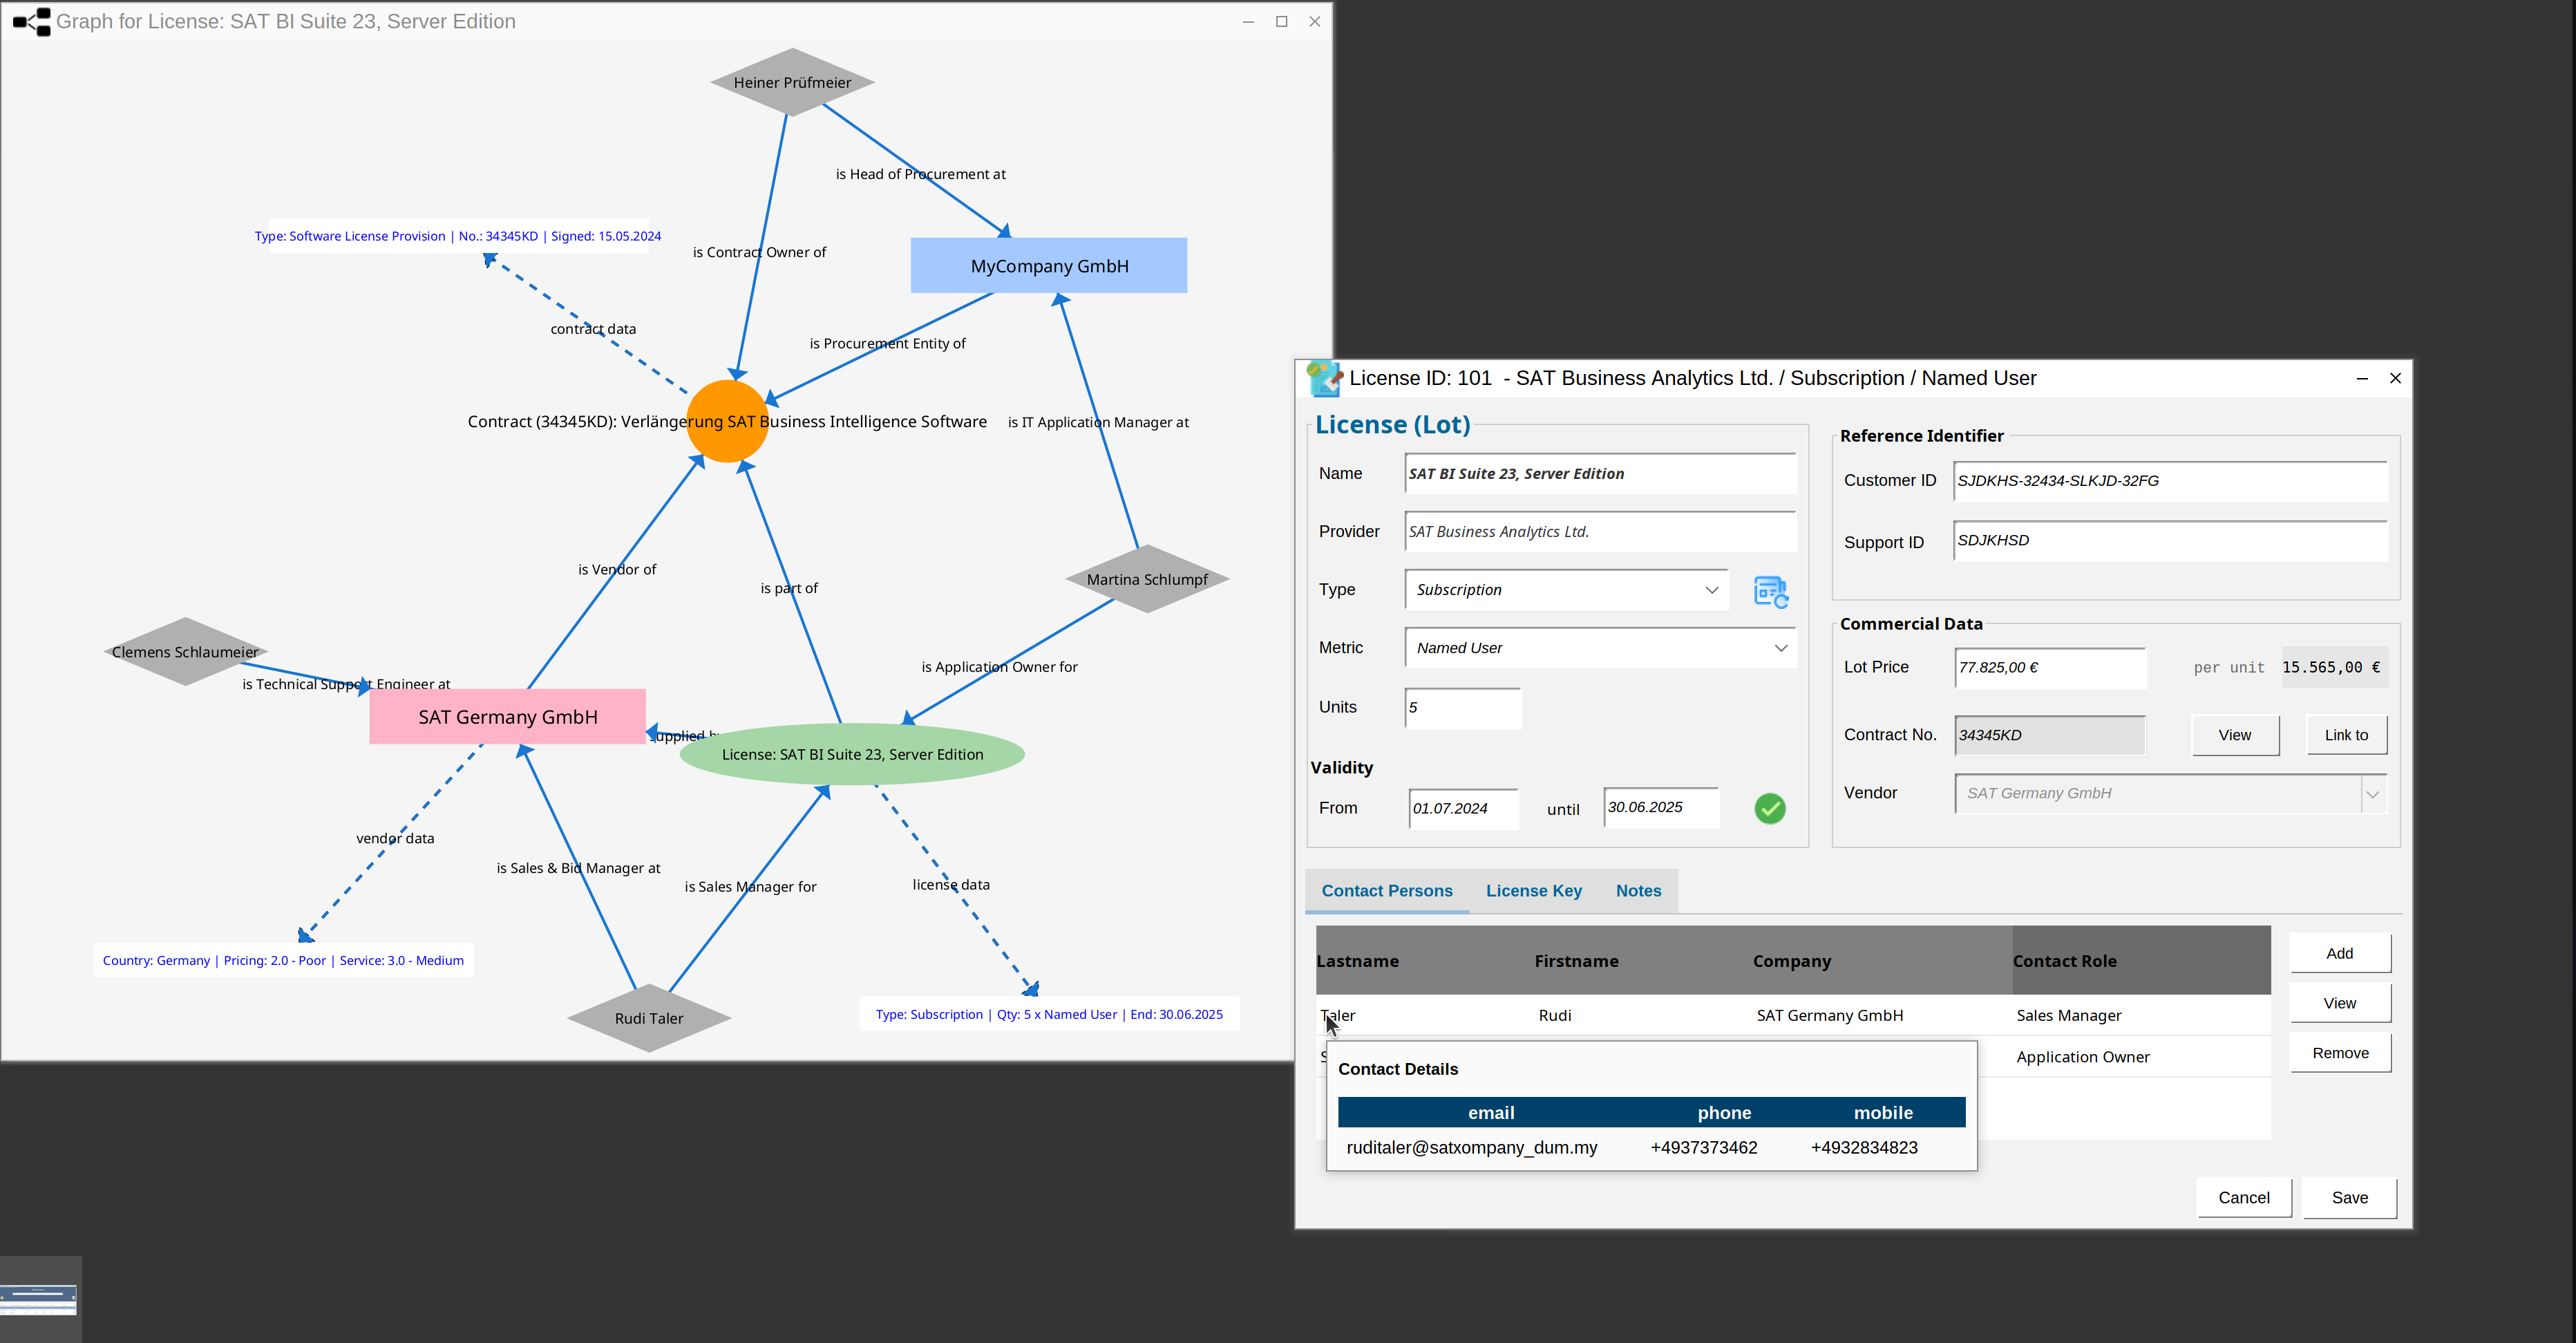 Graph for License: SAT BI Suite 23, Server Edition
Heiner Prüfmeier
is Head of Procurement at
Type: Software License Provision | No.: 34345KD | Signed: 15.05.2024
is Contract Owner of
MyCompany GmbH
contract data
is Procurement Entity of
Contract (34345KD): Verlängerung SAT Business Intelligence Software
is IT Application Manager at
is Vendor of
is part of
Martina Schlumpf
Clemens Schlaumeier
is Technical Support Engineer at
is Application Owner for
SAT Germany GmbH
supplied by
License: SAT BI Suite 23, Server Edition
vendor data
is Sales & Bid Manager at
is Sales Manager for
license data
Country: Germany | Pricing: 2.0 - Poor | Service: 3.0 - Medium
Rudi Taler
Type: Subscription | Qty: 5 x Named User | End: 30.06.2025
License ID: 101 - SAT Business Analytics Ltd. / Subscription / Named User
License (Lot)
Name SAT BI Suite 23, Server Edition
Provider SAT Business Analytics Ltd.
Type Subscription
Metric Named User
Units 5
Validity
From 01.07.2024 until 30.06.2025
Reference Identifier
Customer ID SJDKHS-32434-SLKJD-32FG
Support ID SDJKHSD
Commercial Data
Lot Price 77.825,00 € per unit 15.565,00 €
Contract No. 34345KD View Link to
Vendor SAT Germany GmbH
Contact Persons License Key Notes
Lastname Firstname Company Contact Role
Taler Rudi SAT Germany GmbH Sales Manager
S Application Owner
Add
View
Remove
Contact Details
email phone mobile
ruditaler@satxompany_dum.my +4937373462 +4932834823
Cancel Save